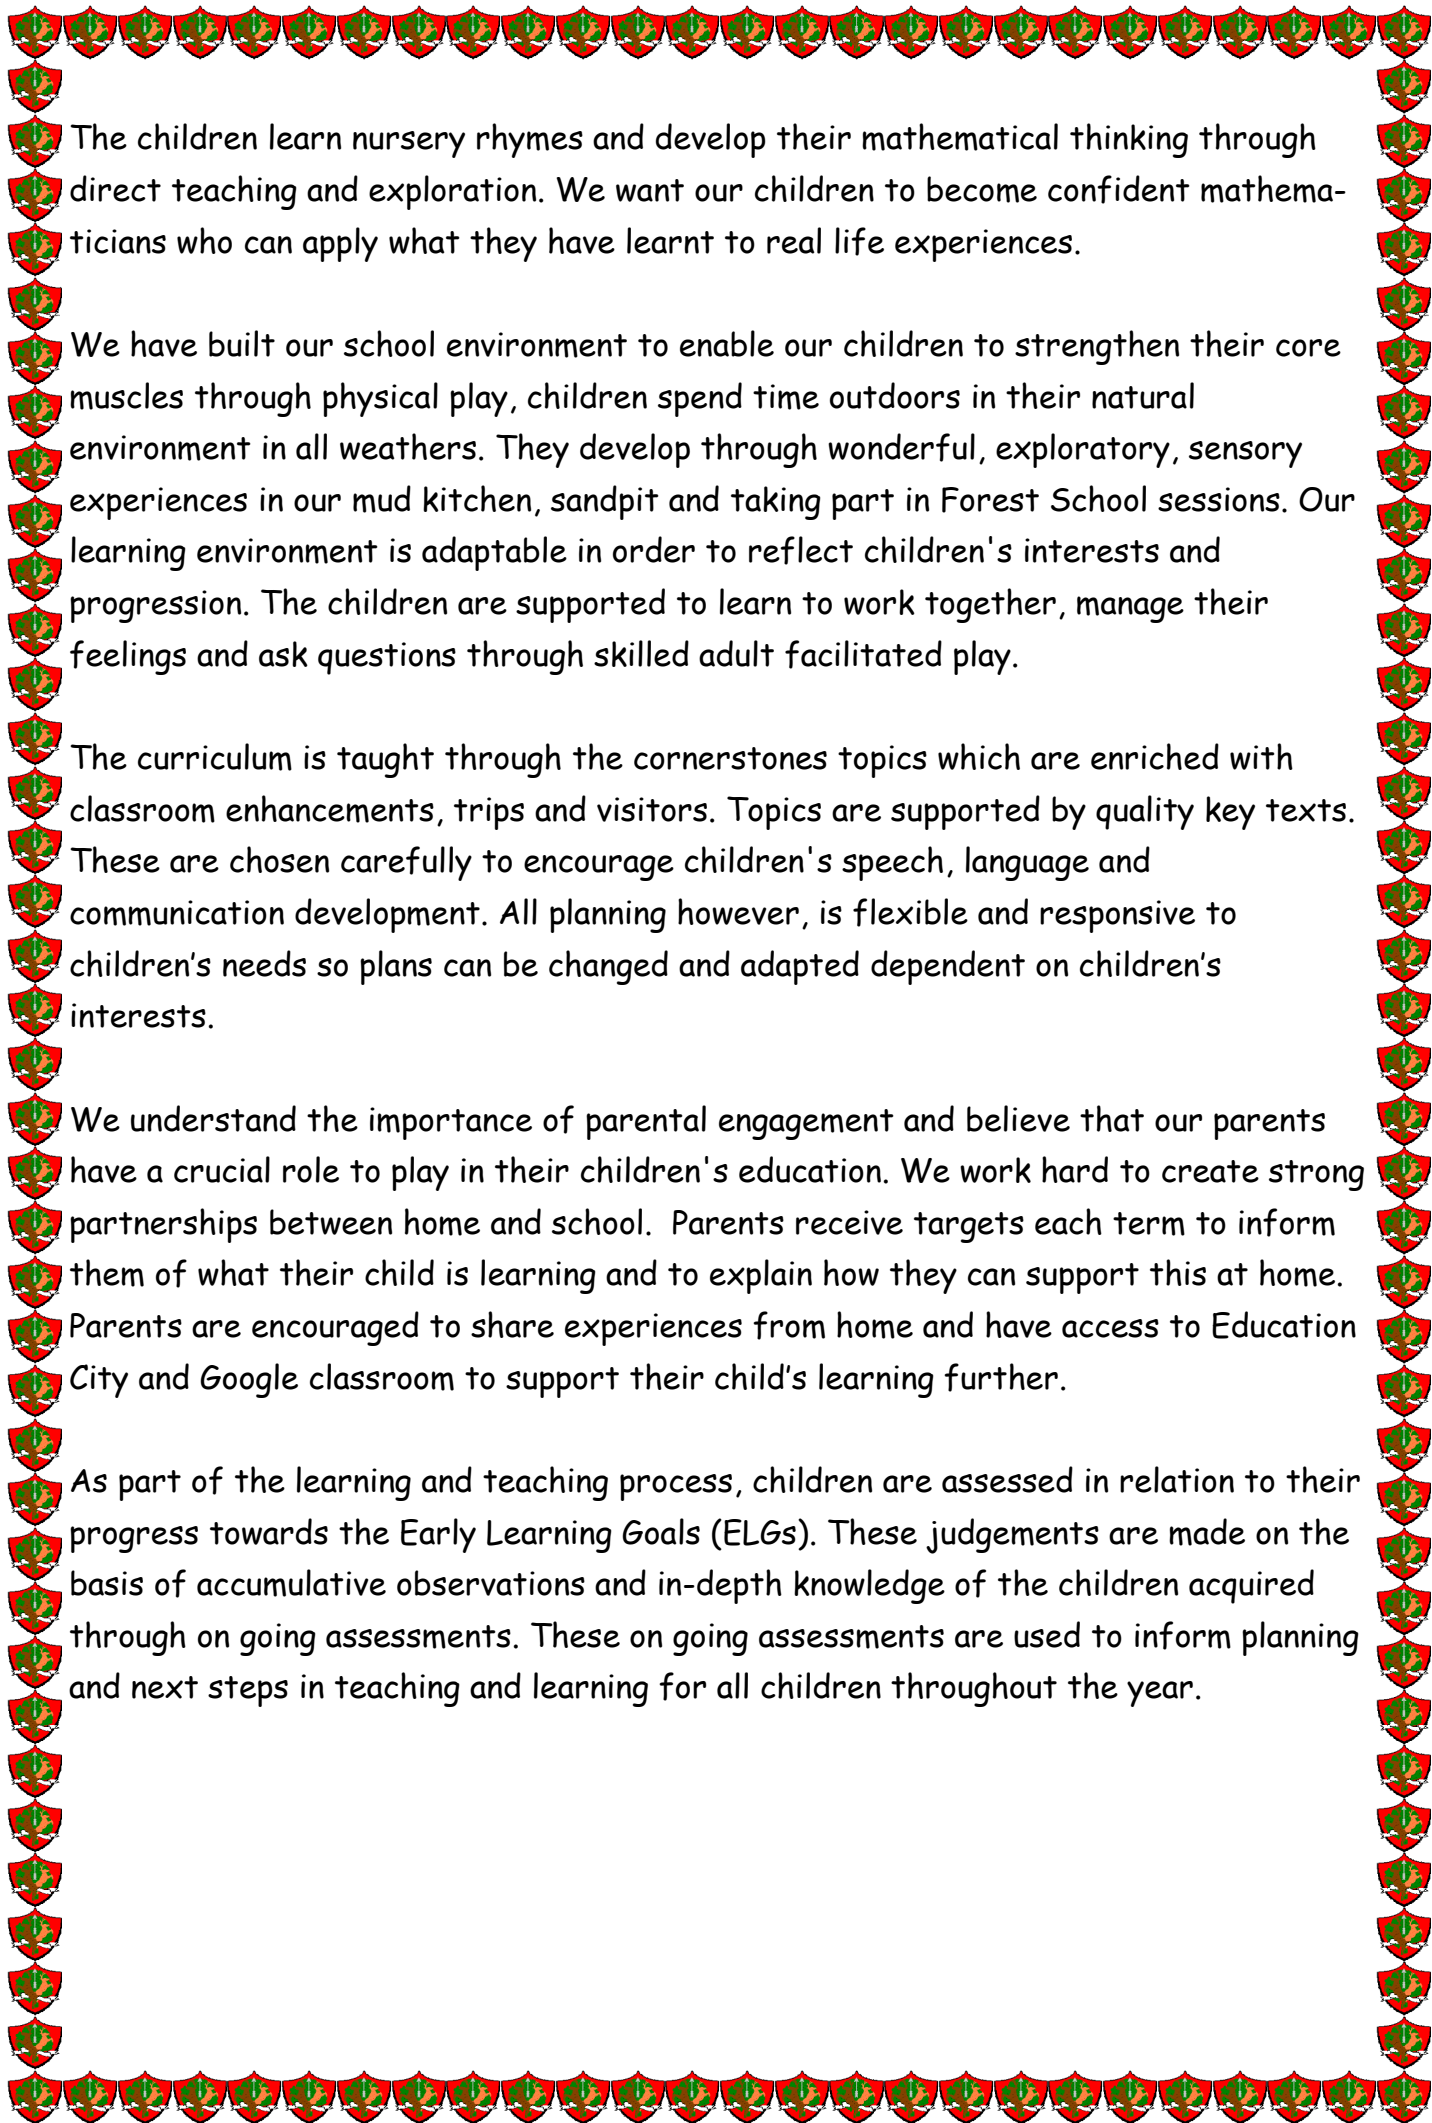 The children learn nursery rhymes and develop their mathematical thinking through
direct teaching and exploration. We want our children to become confident mathema-
ticians who can apply what they have learnt to real life experiences.
We have built our school environment to enable our children to strengthen their core
muscles through physical play, children spend time outdoors in their natural
environment in all weathers. They develop through wonderful, exploratory, sensory
experiences in our mud kitchen, sandpit and taking part in Forest School sessions. Our
learning environment is adaptable in order to reflect children's interests and
progression. The children are supported to learn to work together, manage their
feelings and ask questions through skilled adult facilitated play.
The curriculum is taught through the cornerstones topics which are enriched with
classroom enhancements, trips and visitors. Topics are supported by quality key texts.
These are chosen carefully to encourage children's speech, language and
communication development. All planning however, is flexible and responsive to
children’s needs so plans can be changed and adapted dependent on children’s
interests.
We understand the importance of parental engagement and believe that our parents
have a crucial role to play in their children's education. We work hard to create strong
partnerships between home and school.  Parents receive targets each term to inform
them of what their child is learning and to explain how they can support this at home.
Parents are encouraged to share experiences from home and have access to Education
City and Google classroom to support their child’s learning further.
As part of the learning and teaching process, children are assessed in relation to their
progress towards the Early Learning Goals (ELGs). These judgements are made on the
basis of accumulative observations and in-depth knowledge of the children acquired
through on going assessments. These on going assessments are used to inform planning
and next steps in teaching and learning for all children throughout the year.